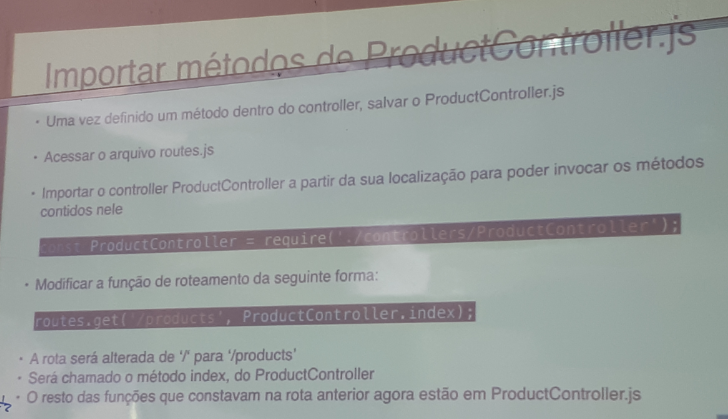 Importar métodos de ProductController.js
• Uma vez definido um método dentro do controller, salvar o ProductController.js
• Acessar o arquivo routes.js
• Importar o controller ProductController a partir da sua localização para poder invocar os métodos
contidos nele
const ProductController = require('./controllers/ProductController');
• Modificar a função de roteamento da seguinte forma:
routes.get('/products', ProductController.index);
• A rota será alterada de '/' para '/products'
• Será chamado o método index, do ProductController
• O resto das funções que constavam na rota anterior agora estão em ProductController.js